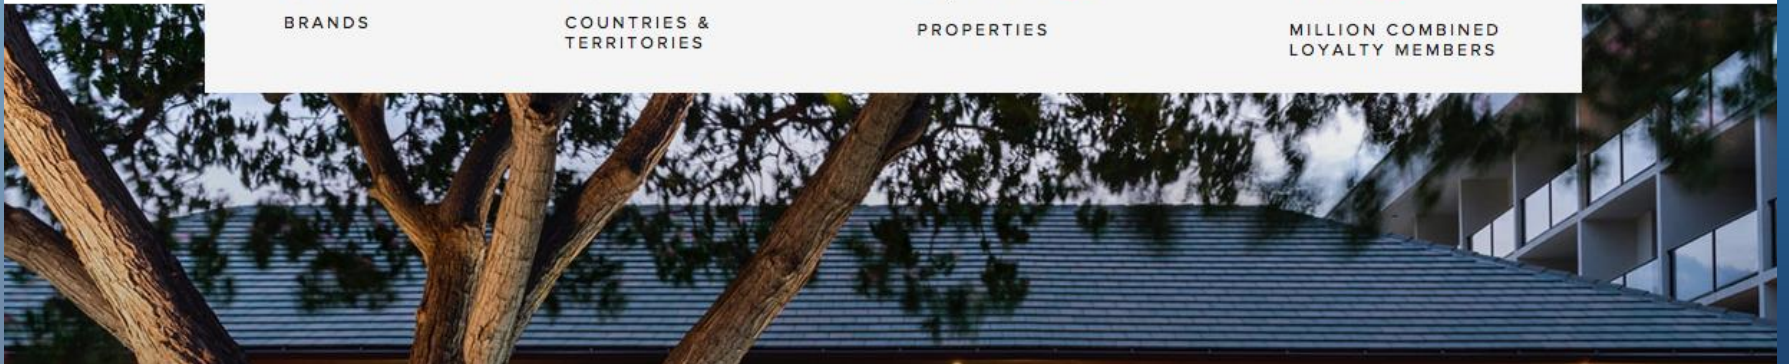 BRANDS
COUNTRIES &
TERRITORIES
PROPERTIES
MILLION COMBINED
LOYALTY MEMBERS